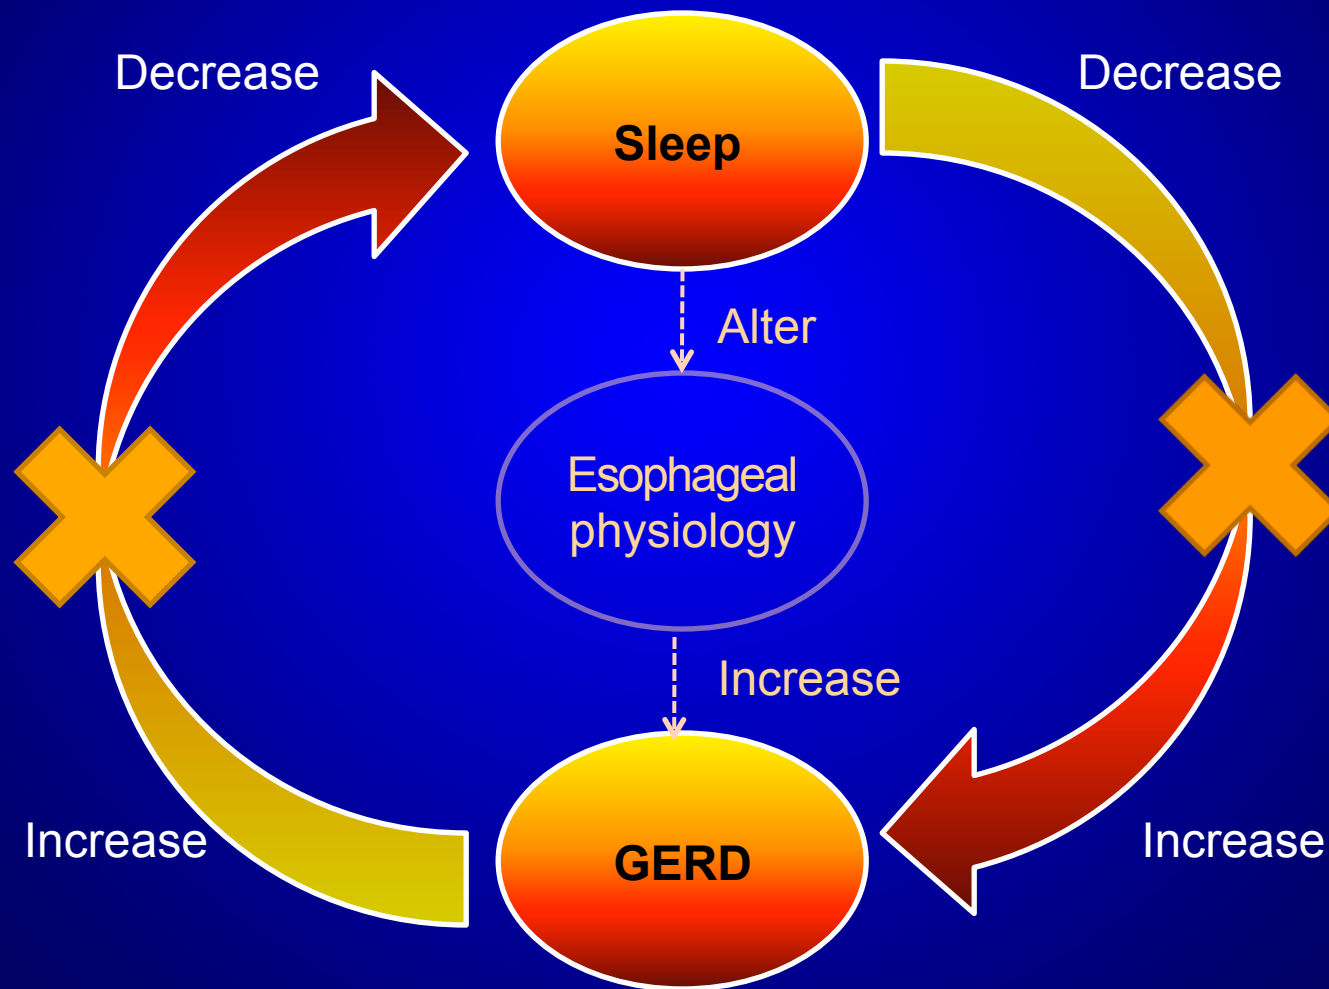 Decrease
Sleep
Decrease
Alter
Esophageal
physiology
Increase
Increase
GERD
Increase